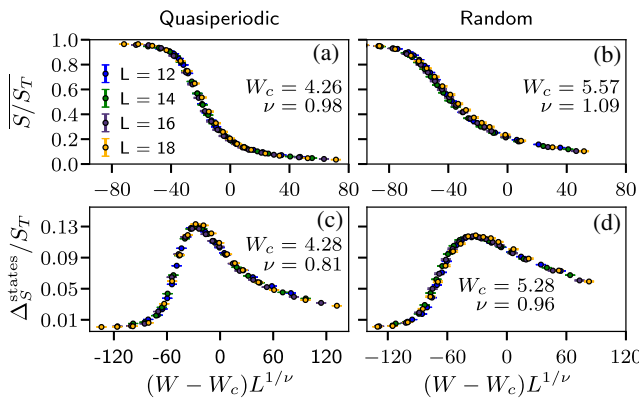 Quasiperiodic
Random
(a)
(b)
1.0
0.8
0.6
0.4
0.2
0.0
S/S_T
L = 12
L = 14
L = 16
L = 18
W_c = 4.26
ν = 0.98
W_c = 5.57
ν = 1.09
-80 -40 0 40 80
-80 -40 0 40 80
(c)
(d)
0.13
0.09
0.05
0.01
Δ_S^states/S_T
W_c = 4.28
ν = 0.81
W_c = 5.28
ν = 0.96
-120 -60 0 60 120
-120 -60 0 60 120
(W − W_c)L^{1/ν}
(W − W_c)L^{1/ν}